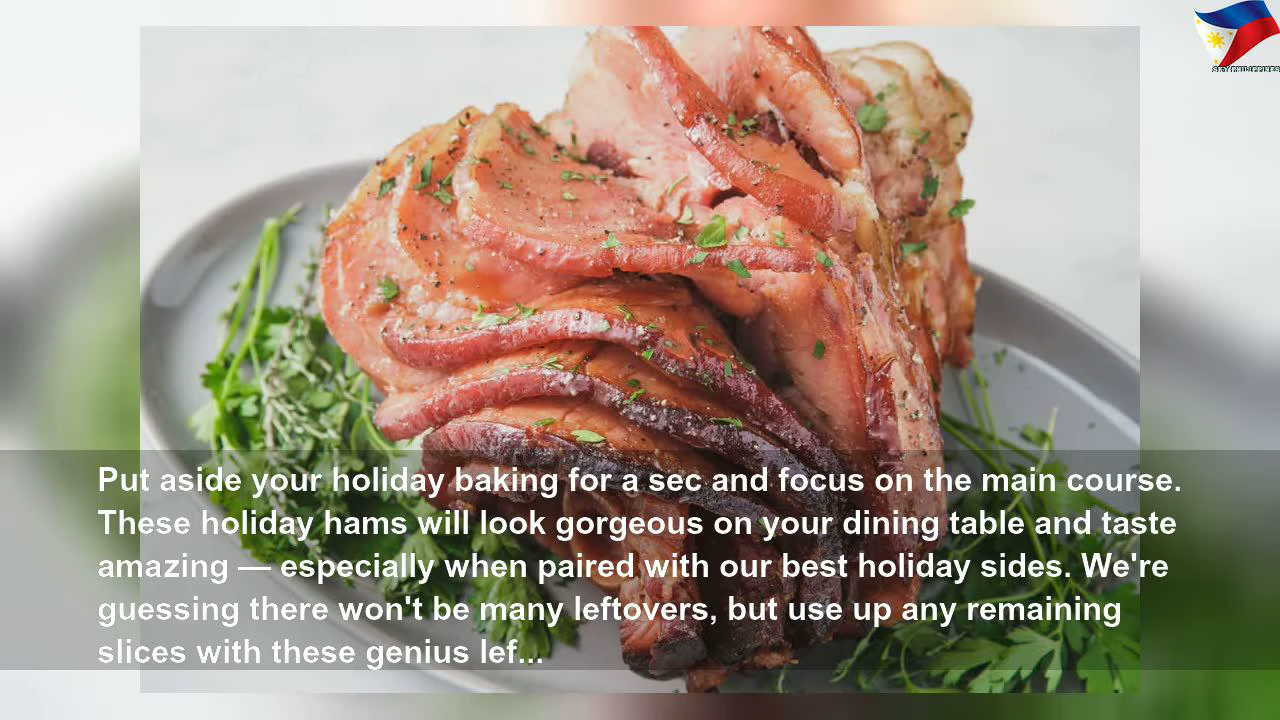 Put aside your holiday baking for a sec and focus on the main course.
These holiday hams will look gorgeous on your dining table and taste
amazing — especially when paired with our best holiday sides. We're
guessing there won't be many leftovers, but use up any remaining
slices with these genius lef...